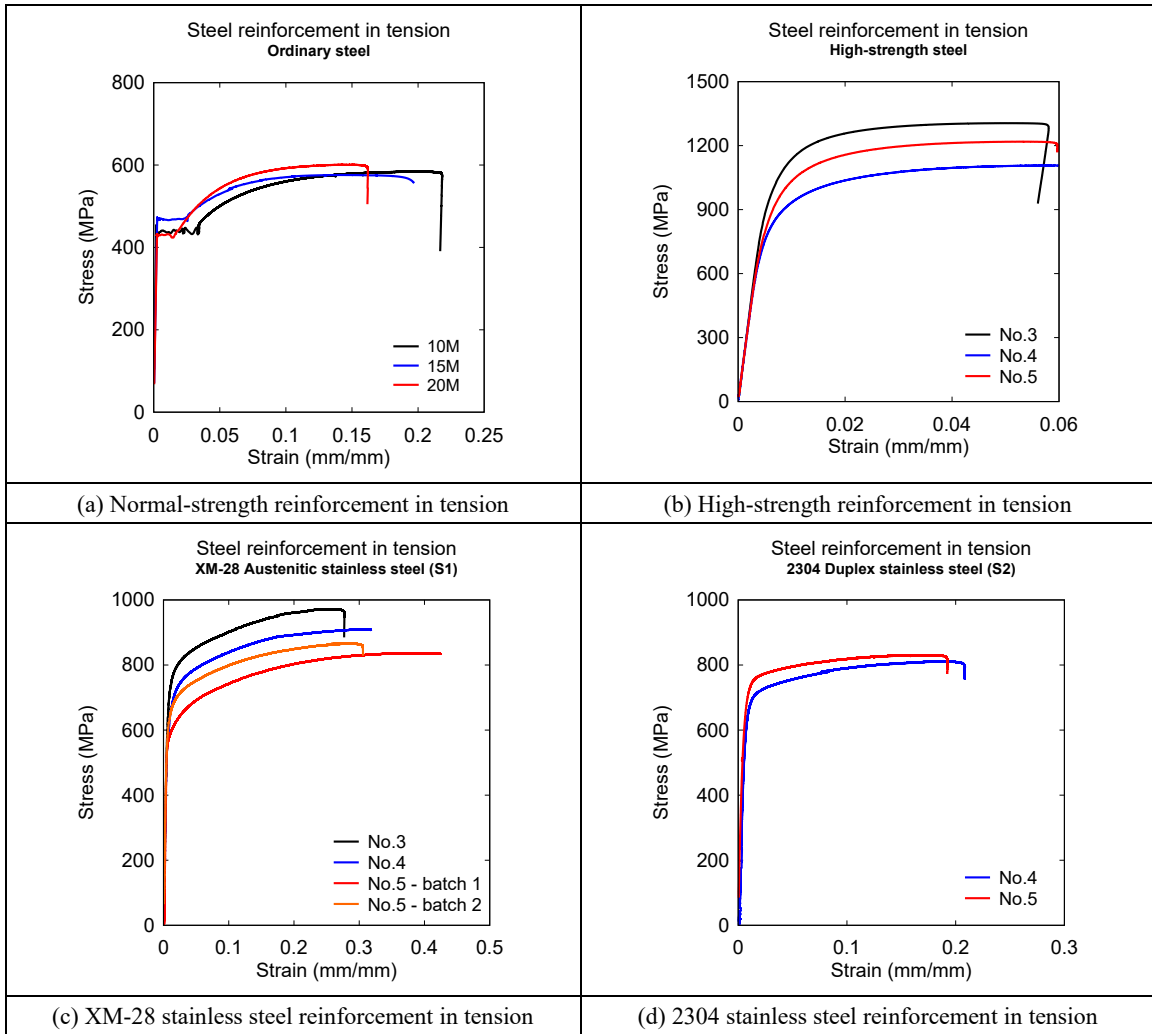 Steel reinforcement in tension
Ordinary steel
800
600
400
200
0
Stress (MPa)
10M
15M
20M
0 0.05 0.1 0.15 0.2 0.25
Strain (mm/mm)
(a) Normal-strength reinforcement in tension
Steel reinforcement in tension
High-strength steel
1500
1200
900
600
300
0
Stress (MPa)
No.3
No.4
No.5
0 0.02 0.04 0.06
Strain (mm/mm)
(b) High-strength reinforcement in tension
Steel reinforcement in tension
XM-28 Austenitic stainless steel (S1)
1000
800
600
400
200
0
Stress (MPa)
No.3
No.4
No.5 - batch 1
No.5 - batch 2
0 0.1 0.2 0.3 0.4 0.5
Strain (mm/mm)
(c) XM-28 stainless steel reinforcement in tension
Steel reinforcement in tension
2304 Duplex stainless steel (S2)
1000
800
600
400
200
0
Stress (MPa)
No.4
No.5
0 0.1 0.2 0.3
Strain (mm/mm)
(d) 2304 stainless steel reinforcement in tension